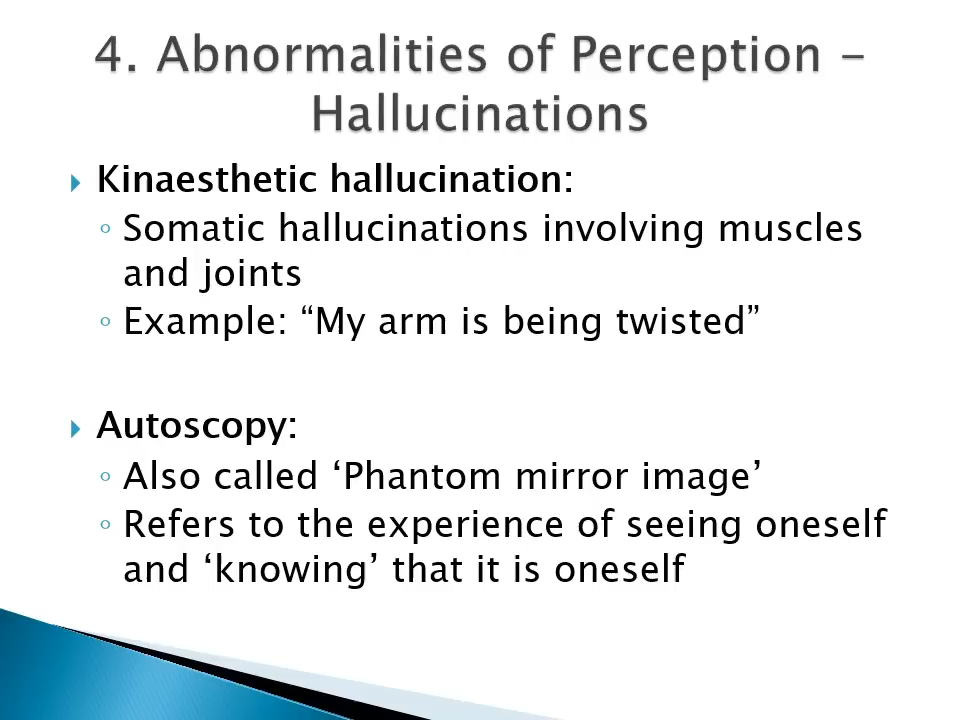 4. Abnormalities of Perception –
Hallucinations
Kinaesthetic hallucination:
Somatic hallucinations involving muscles
and joints
Example: “My arm is being twisted”
Autoscopy:
Also called ‘Phantom mirror image’
Refers to the experience of seeing oneself
and ‘knowing’ that it is oneself